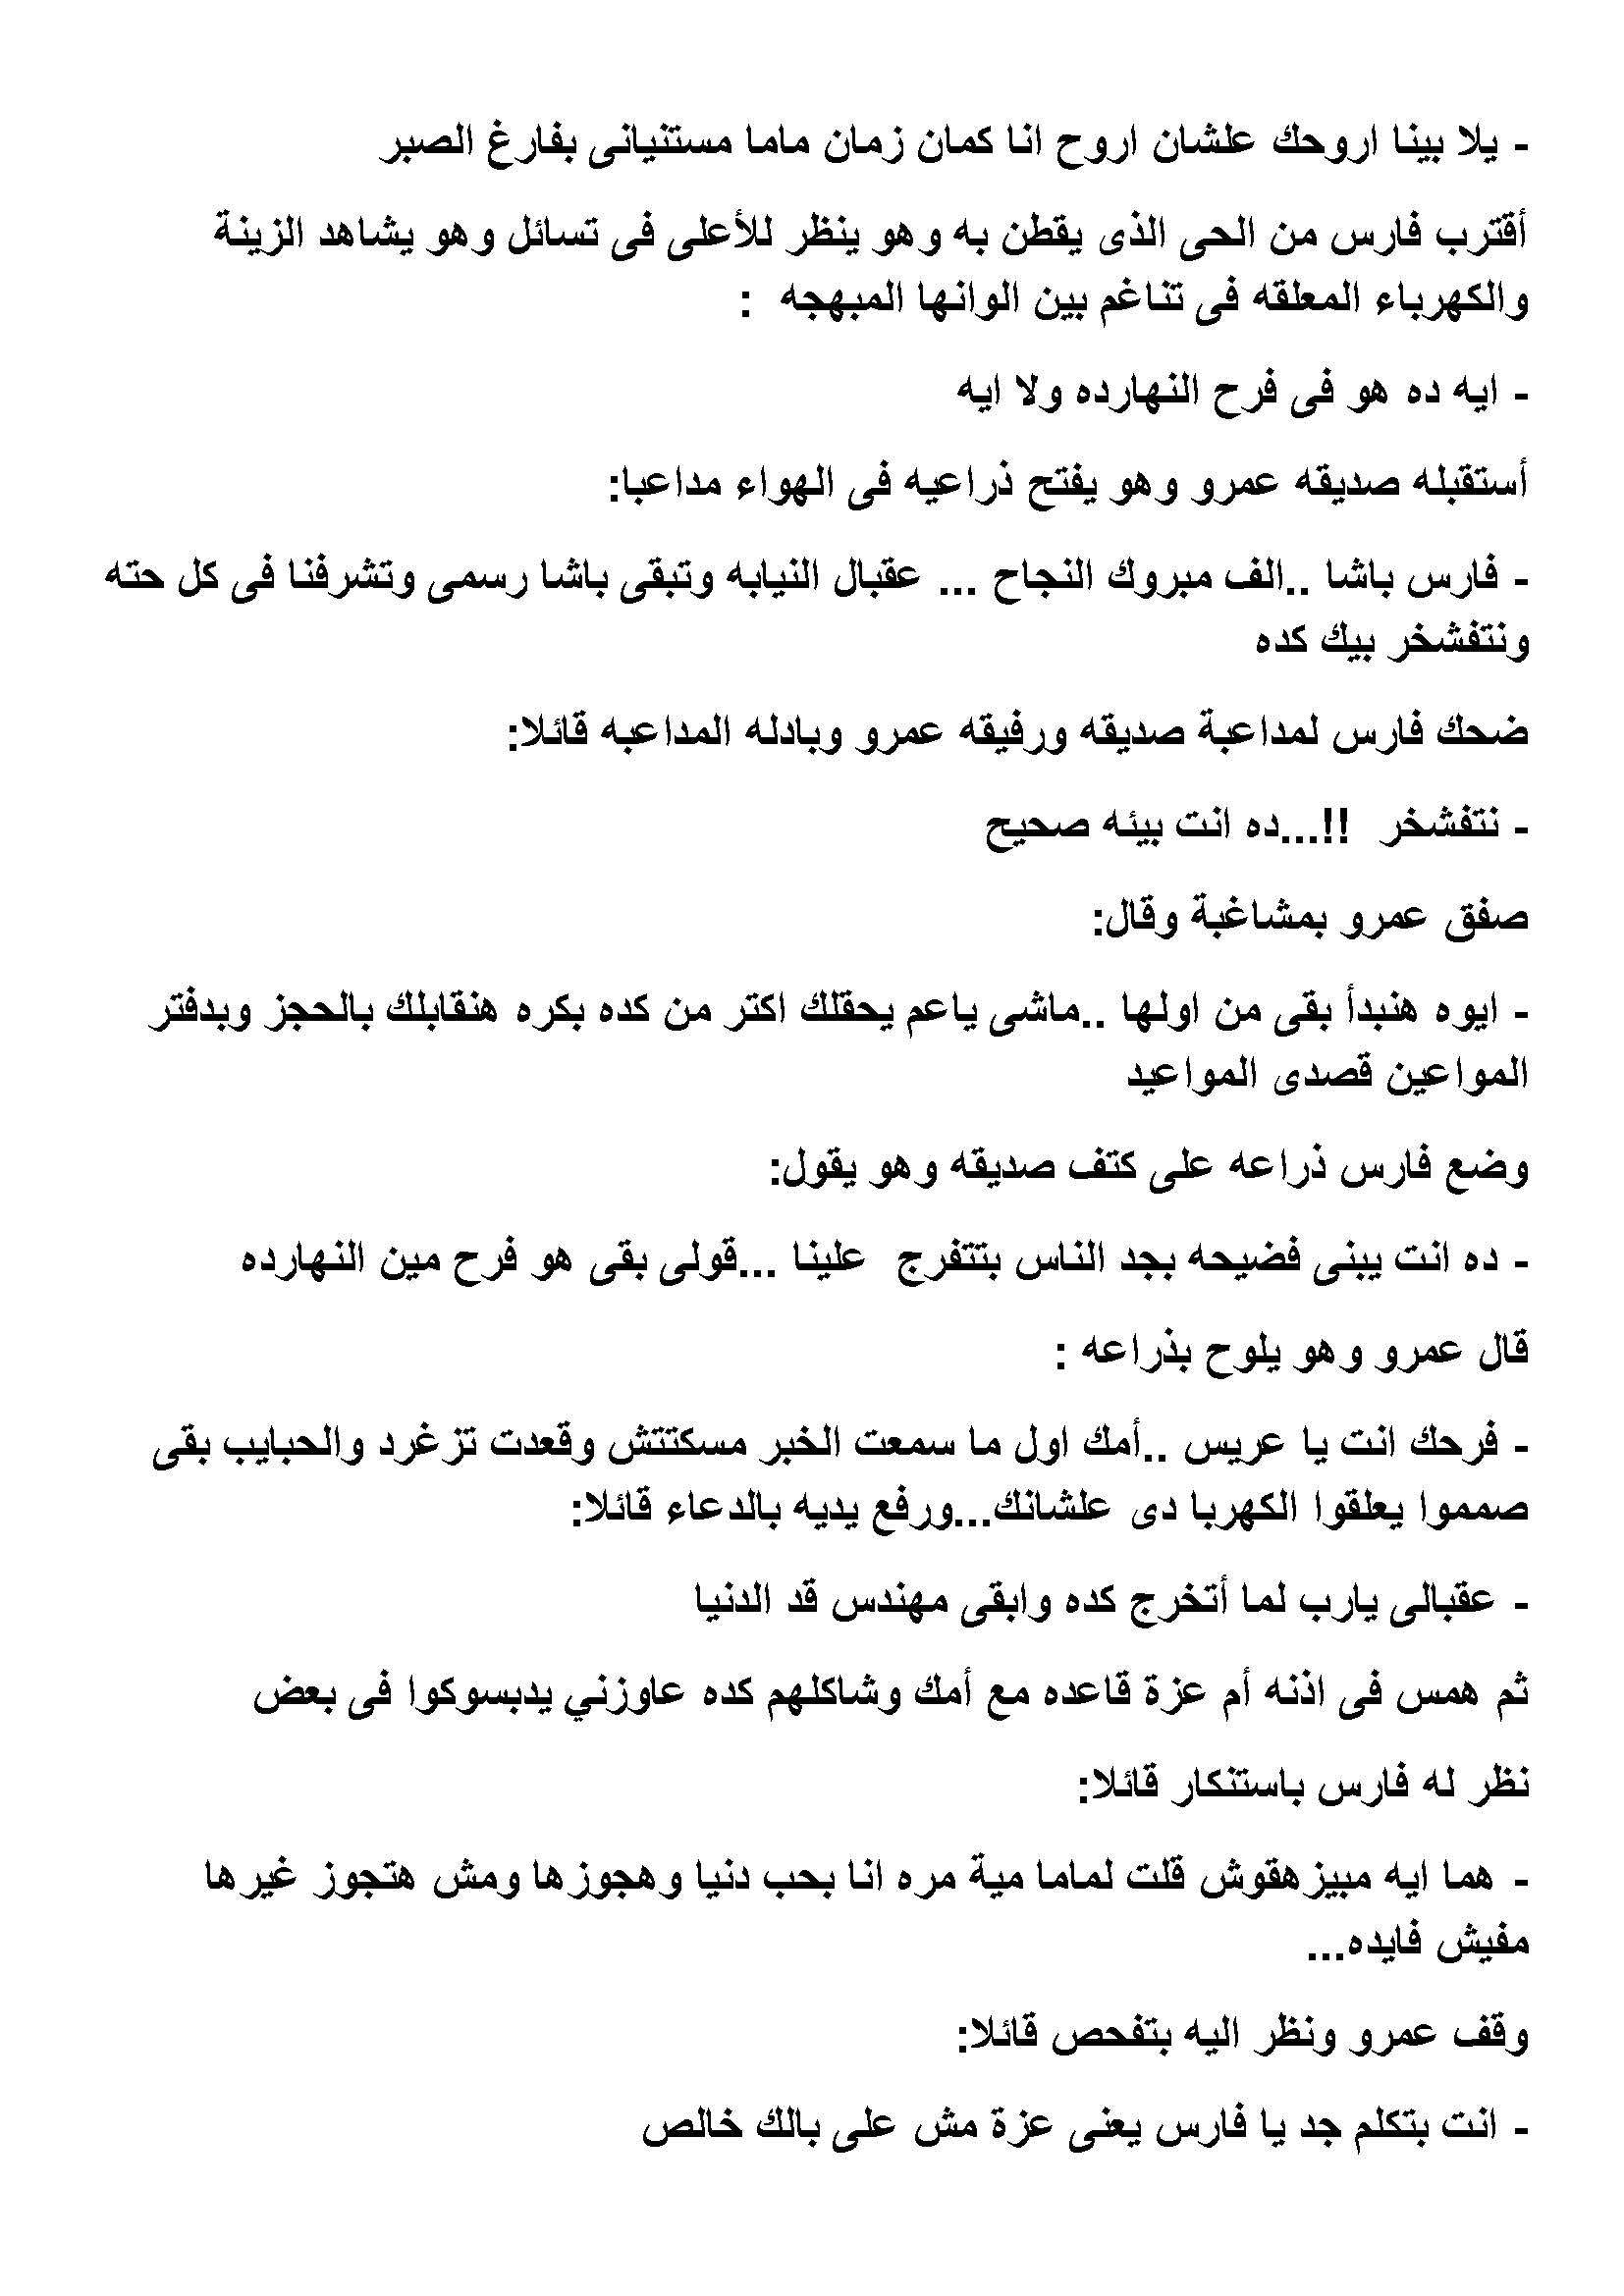 - يلا بينا اروحك علشان اروح انا كمان زمان ماما مستنيانى بفارغ الصبر
أقترب فارس من الحى الذى يقطن به وهو ينظر للأعلى فى تسائل وهو يشاهد الزينة
والكهرباء المعلقه فى تناغم بين الوانها المبهجه :
- ايه ده هو فى فرح النهارده ولا ايه
أستقبله صديقه عمرو وهو يفتح ذراعيه فى الهواء مداعبا:
- فارس باشا ..الف مبروك النجاح ... عقبال النيابه وتبقى باشا رسمى وتشرفنا فى كل حته
ونتفشخر بيك كده
ضحك فارس لمداعبة صديقه ورفيقه عمرو وبادله المداعبه قائلا:
- نتفشخر !!...ده انت بيئه صحيح
صفق عمرو بمشاغبة وقال:
- ايوه هنبدأ بقى من اولها ..ماشى ياعم يحقلك اكتر من كده بكره هنقابلك بالحجز وبدفتر
المواعين قصدى المواعيد
وضع فارس ذراعه على كتف صديقه وهو يقول:
- ده انت يبنى فضيحه بجد الناس بتتفرج علينا ...قولى بقى هو فرح مين النهارده
قال عمرو وهو يلوح بذراعه :
- فرحك انت يا عريس ..أمك اول ما سمعت الخبر مسكتتش وقعدت تزغرد والحبايب بقى
صمموا يعلقوا الكهربا دى علشانك...ورفع يديه بالدعاء قائلا:
- عقبالى يارب لما أتخرج كده وابقى مهندس قد الدنيا
ثم همس فى اذنه أم عزة قاعده مع أمك وشاكلهم كده عاوزني يدبسوكوا فى بعض
نظر له فارس باستنكار قائلا:
- هما ايه مبيزهقوش قلت لماما مية مره انا بحب دنيا وهجوزها ومش هتجوز غيرها
مفيش فايده...
وقف عمرو ونظر اليه بتفحص قائلا:
- انت بتكلم جد يا فارس يعنى عزة مش على بالك خالص